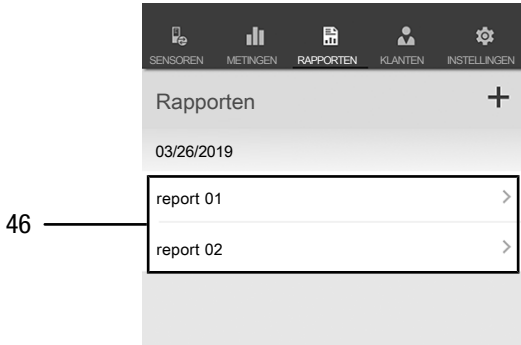 SENSOREN METINGEN RAPPORTEN KLANTEN INSTELLINGEN
Rapporten +
03/26/2019
46
report 01
report 02